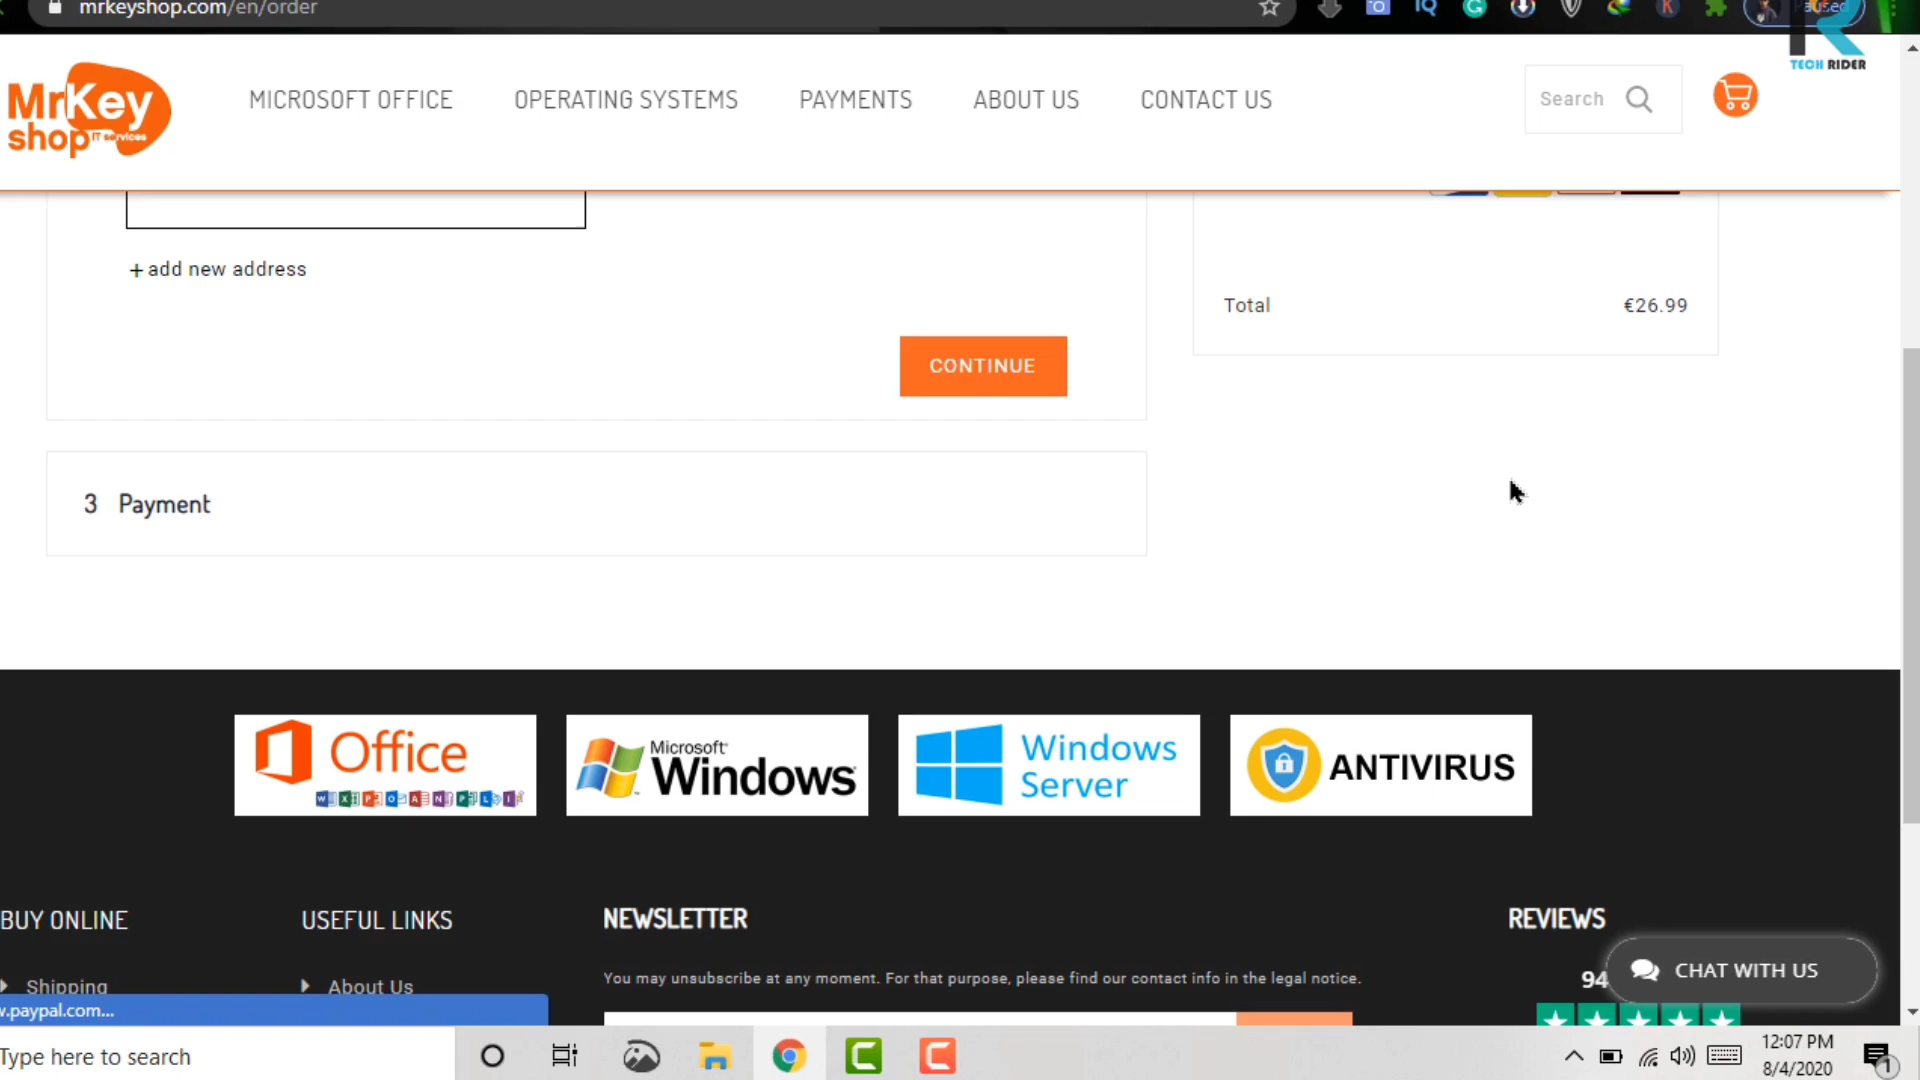 mrkeyshop.com/en/order
Paused
TECH RIDER
MrKey
shop IT services
MICROSOFT OFFICE
OPERATING SYSTEMS
PAYMENTS
ABOUT US
CONTACT US
Search
+ add new address
Total €26.99
CONTINUE
3 Payment
Office
Microsoft
Windows
Windows
Server
ANTIVIRUS
BUY ONLINE
USEFUL LINKS
NEWSLETTER
REVIEWS
Shipping
About Us
You may unsubscribe at any moment. For that purpose, please find our contact info in the legal notice.
94
CHAT WITH US
w.paypal.com...
Type here to search
12:07 PM
8/4/2020
1